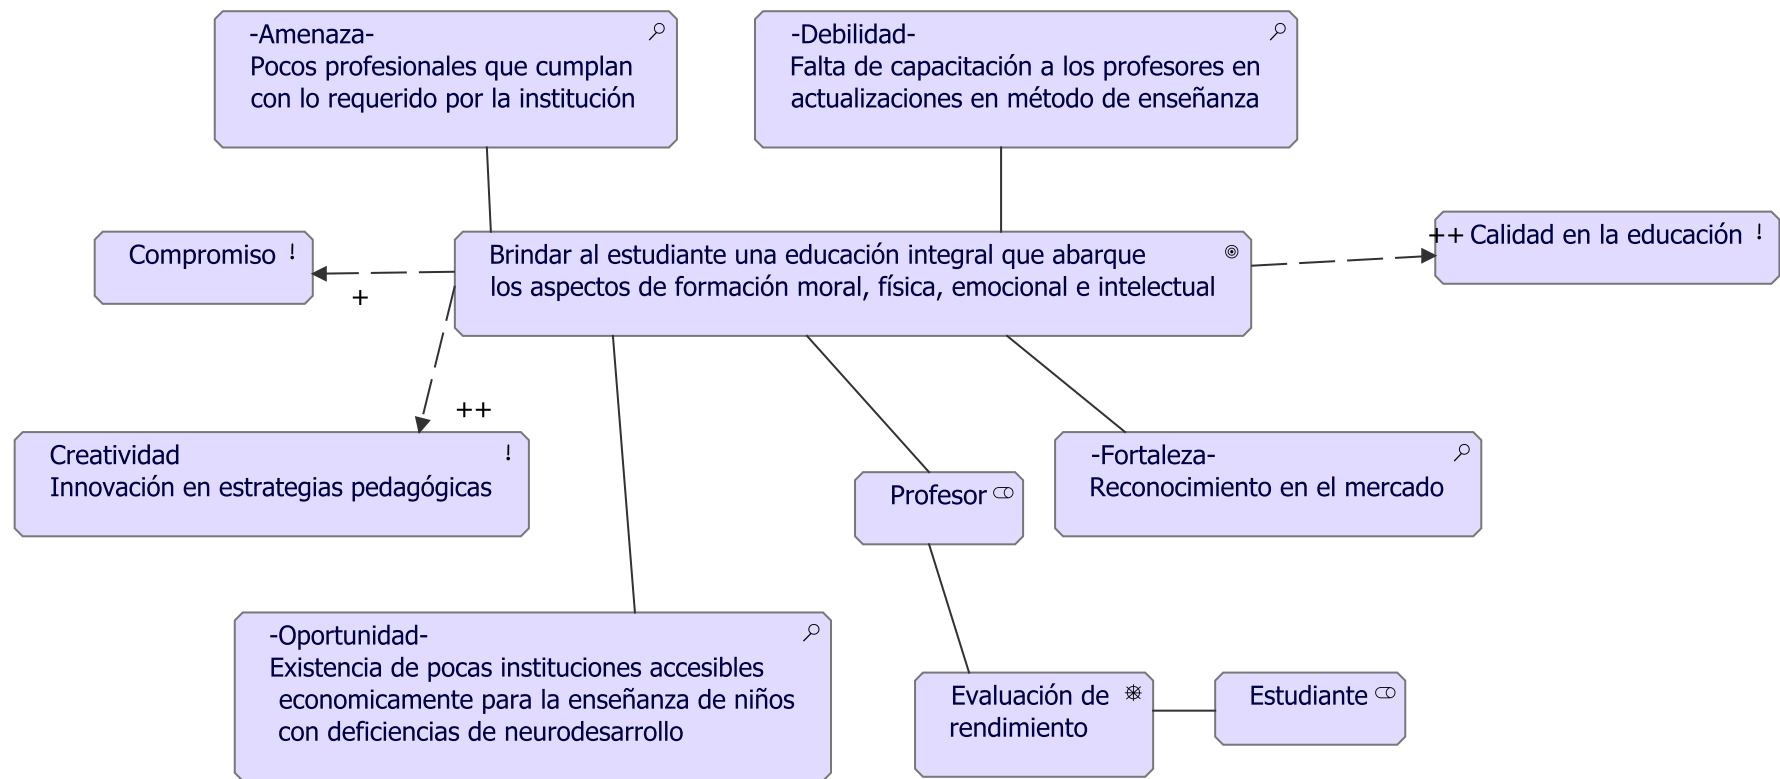 -Amenaza-
Pocos profesionales que cumplan
con lo requerido por la institución
-Debilidad-
Falta de capacitación a los profesores en
actualizaciones en método de enseñanza
Compromiso
+
Brindar al estudiante una educación integral que abarque
los aspectos de formación moral, física, emocional e intelectual
++ Calidad en la educación
++
Creatividad
Innovación en estrategias pedagógicas
Profesor
-Fortaleza-
Reconocimiento en el mercado
-Oportunidad-
Existencia de pocas instituciones accesibles
economicamente para la enseñanza de niños
con deficiencias de neurodesarrollo
Evaluación de
rendimiento
Estudiante